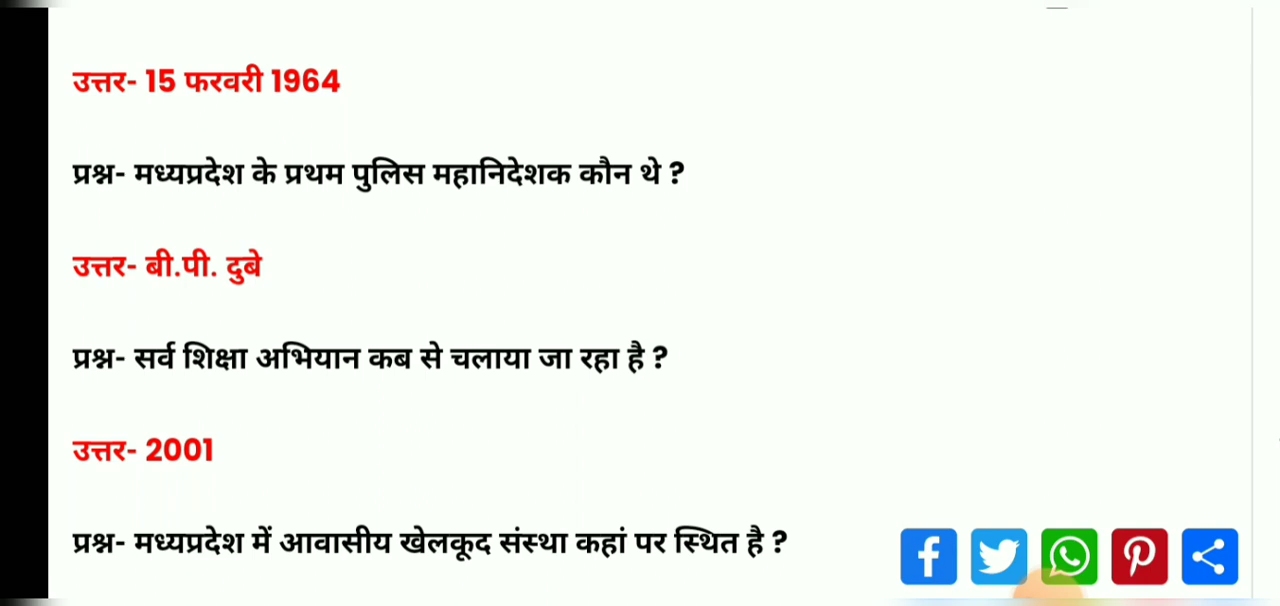 उत्तर- 15 फरवरी 1964
प्रश्न- मध्यप्रदेश के प्रथम पुलिस महानिदेशक कौन थे ?
उत्तर- बी.पी. दुबे
प्रश्न- सर्व शिक्षा अभियान कब से चलाया जा रहा है ?
उत्तर- 2001
प्रश्न- मध्यप्रदेश में आवासीय खेलकूद संस्था कहां पर स्थित है ?